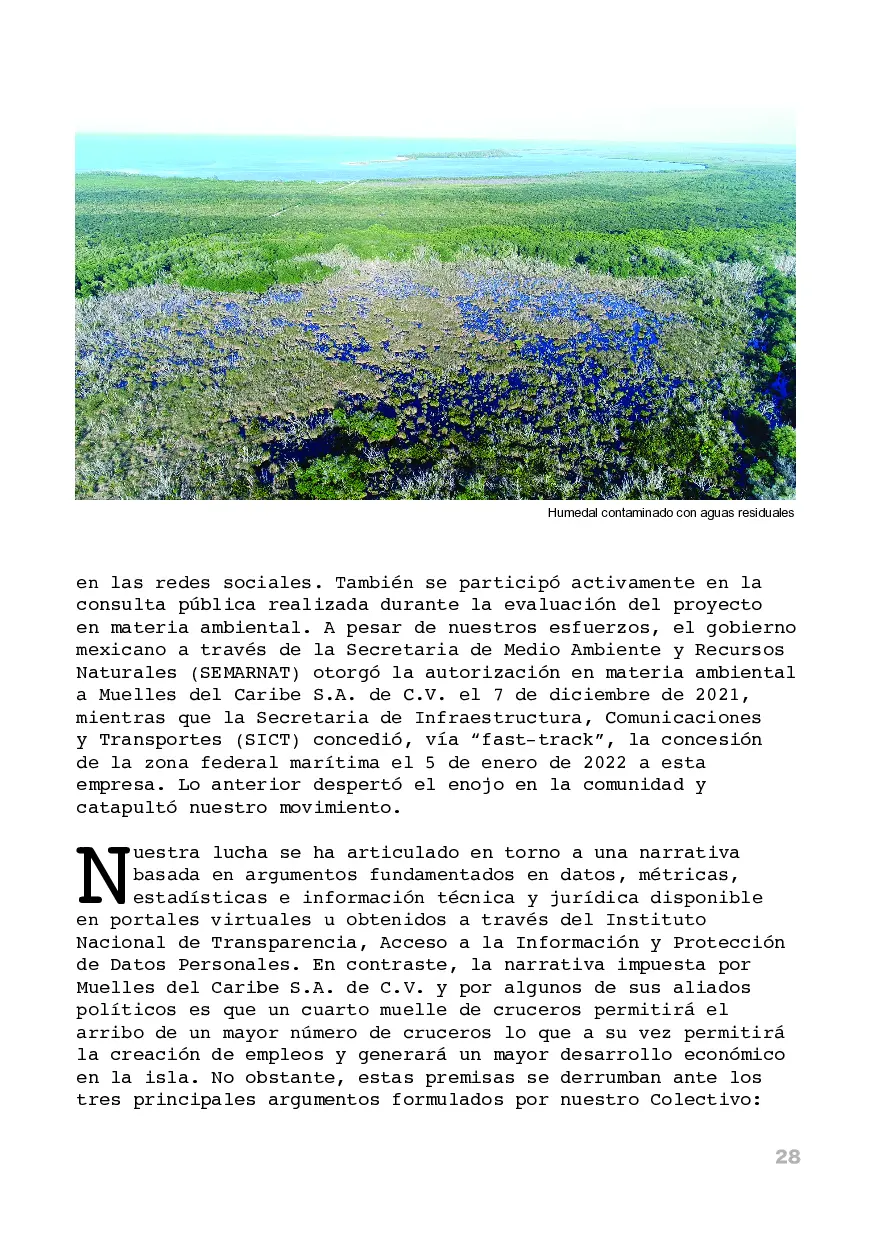 Humedal contaminado con aguas residuales
en las redes sociales. También se participó activamente en la
consulta pública realizada durante la evaluación del proyecto
en materia ambiental. A pesar de nuestros esfuerzos, el gobierno
mexicano a través de la Secretaria de Medio Ambiente y Recursos
Naturales (SEMARNAT) otorgó la autorización en materia ambiental
a Muelles del Caribe S.A. de C.V. el 7 de diciembre de 2021,
mientras que la Secretaria de Infraestructura, Comunicaciones
y Transportes (SICT) concedió, vía “fast-track”, la concesión
de la zona federal marítima el 5 de enero de 2022 a esta
empresa. Lo anterior despertó el enojo en la comunidad y
catapultó nuestro movimiento.
Nuestra lucha se ha articulado en torno a una narrativa
basada en argumentos fundamentados en datos, métricas,
estadísticas e información técnica y jurídica disponible
en portales virtuales u obtenidos a través del Instituto
Nacional de Transparencia, Acceso a la Información y Protección
de Datos Personales. En contraste, la narrativa impuesta por
Muelles del Caribe S.A. de C.V. y por algunos de sus aliados
políticos es que un cuarto muelle de cruceros permitirá el
arribo de un mayor número de cruceros lo que a su vez permitirá
la creación de empleos y generará un mayor desarrollo económico
en la isla. No obstante, estas premisas se derrumban ante los
tres principales argumentos formulados por nuestro Colectivo:
28